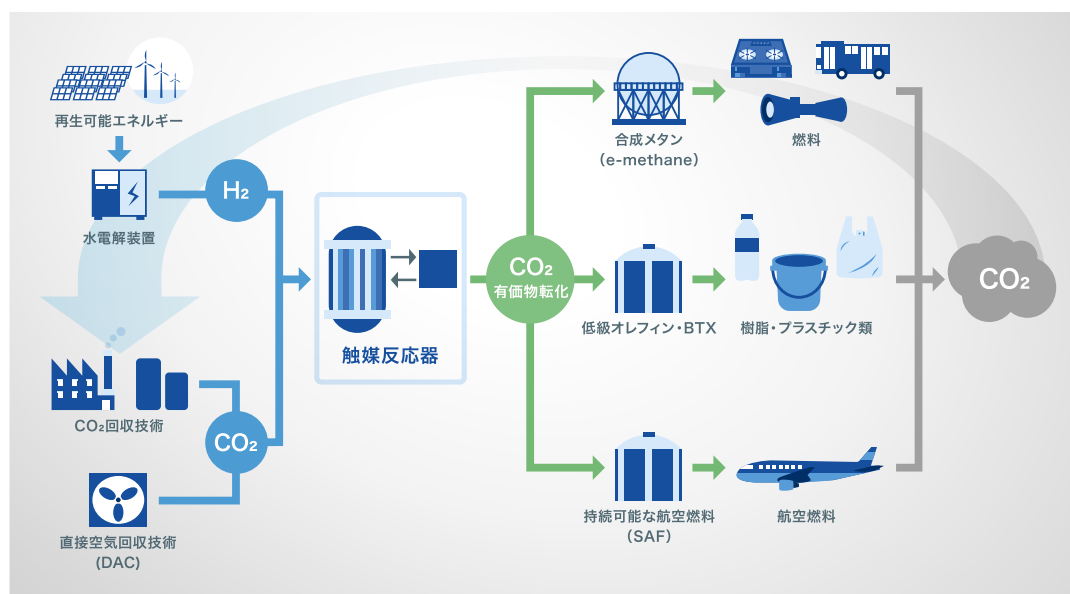 再生可能エネルギー
H₂
水電解装置
CO₂回収技術
CO₂
直接空気回収技術
(DAC)
触媒反応器
CO₂
有価物転化
合成メタン
(e-methane)
燃料
低級オレフィン・BTX
樹脂・プラスチック類
持続可能な航空燃料
(SAF)
航空燃料
CO₂